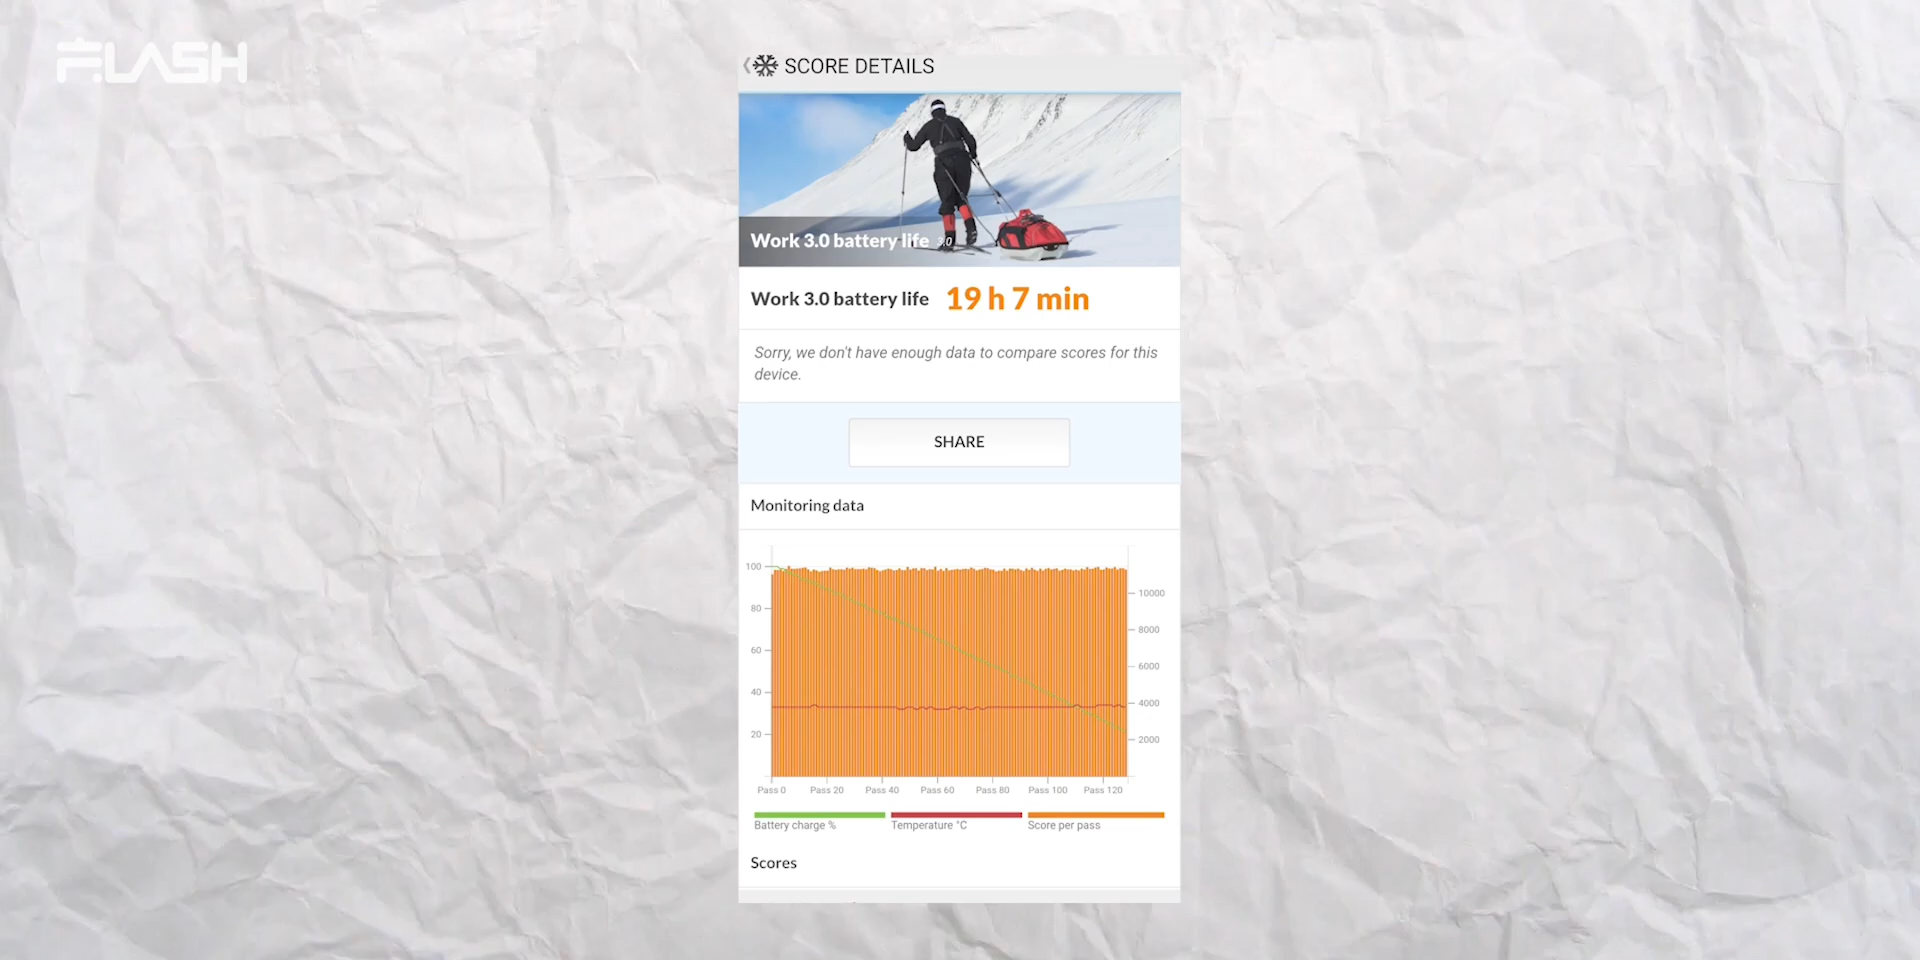 FLASH
SCORE DETAILS
Work 3.0 battery life 3.0
Work 3.0 battery life 19 h 7 min
Sorry, we don't have enough data to compare scores for this
device.
SHARE
Monitoring data
100
80
60
40
20
10000
8000
6000
4000
2000
Pass 0 Pass 20 Pass 40 Pass 60 Pass 80 Pass 100 Pass 120
Battery charge % Temperature °C Score per pass
Scores